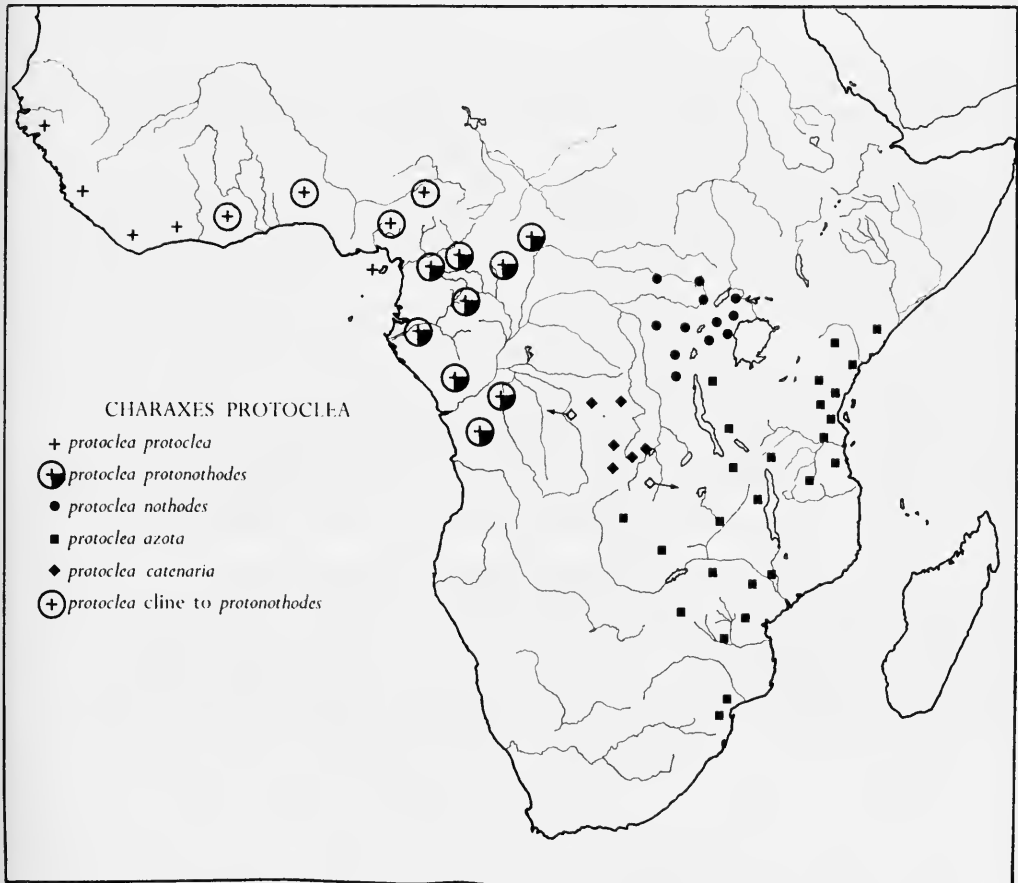 CHARAXES PROTOCLEA
protoclea protoclea
protoclea protonothodes
protoclea nothodes
protoclea azota
protoclea catenaria
protoclea cline to protonothodes